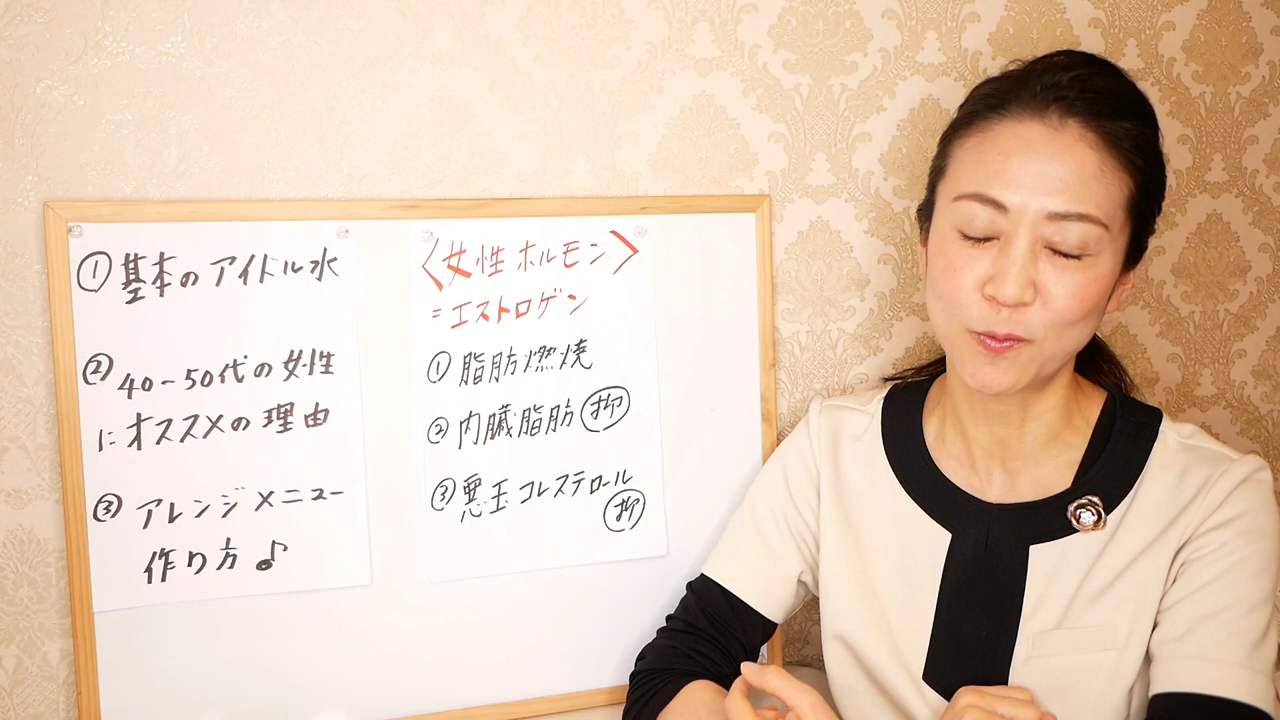 ① 基本のアイドル水
② 40~50代の女性
にオススメの理由
③ アレンジメニュー
作り方♪
〈女性ホルモン〉
=エストロゲン
① 脂肪燃焼
② 内臓脂肪 抑
③ 悪玉コレステロール
抑